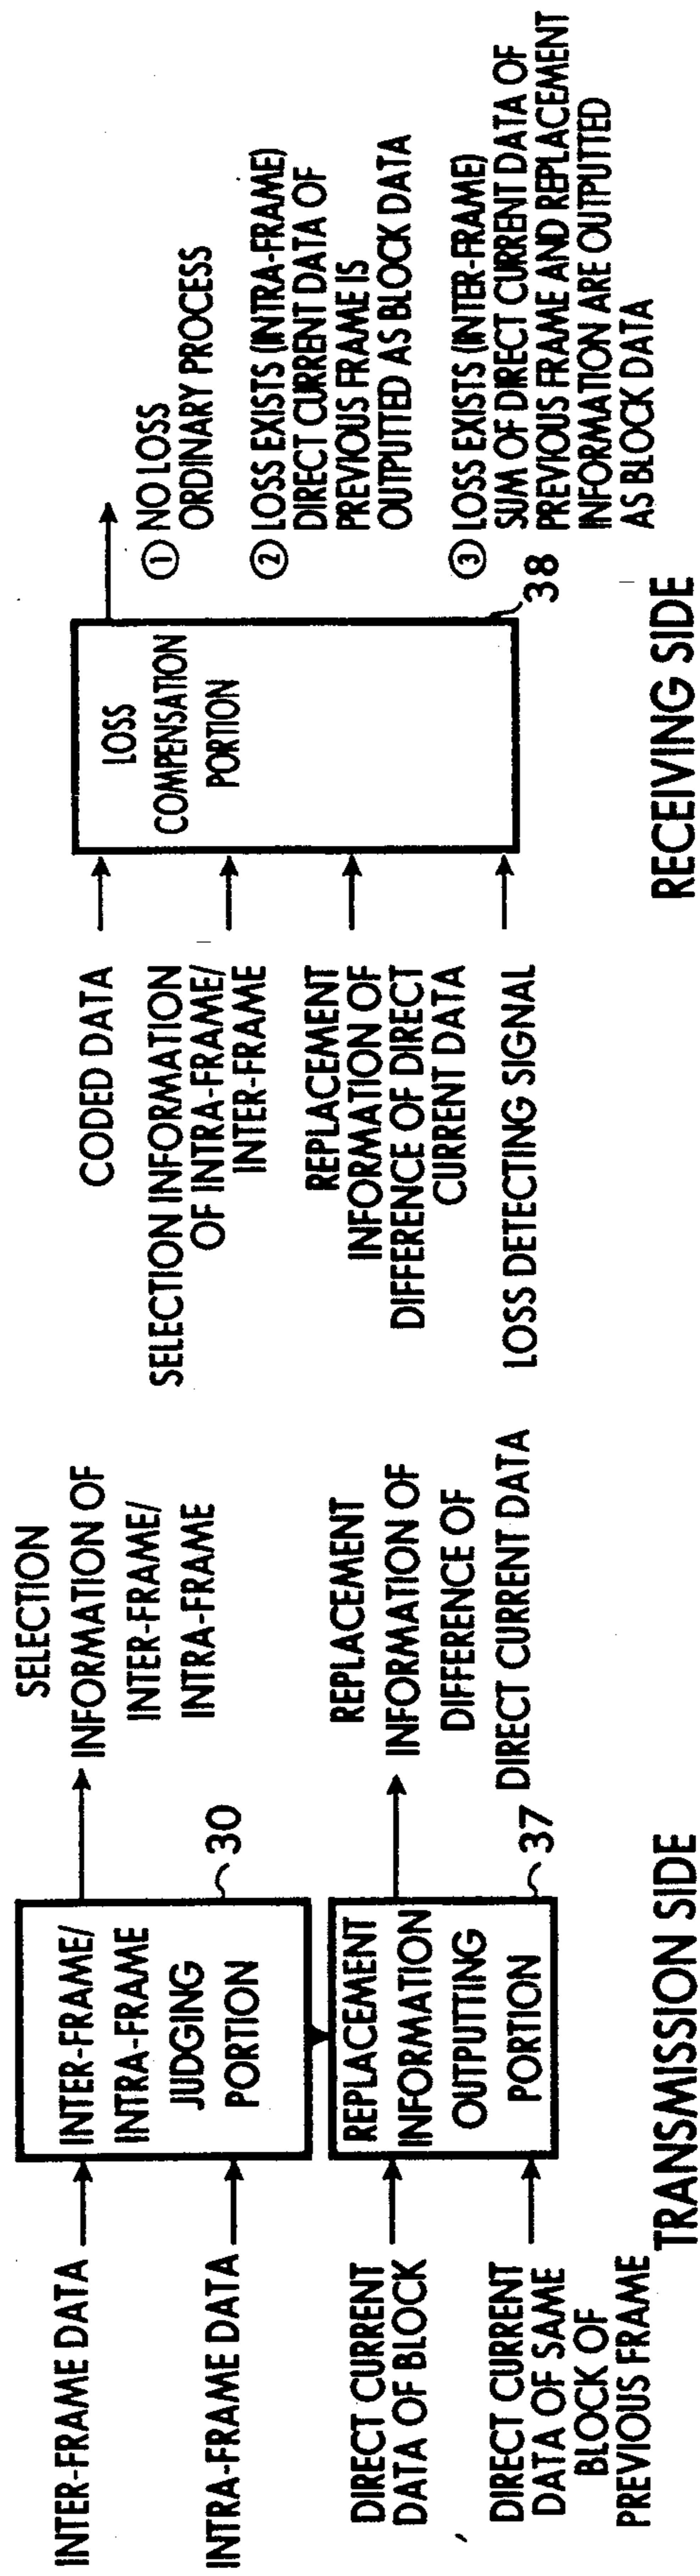 INTER-FRAME DATA
INTRA-FRAME DATA
INTER-FRAME/
INTRA-FRAME
JUDGING
PORTION
30
SELECTION
INFORMATION OF
INTER-FRAME/
INTRA-FRAME
DIRECT CURRENT
DATA OF BLOCK
DIRECT CURRENT
DATA OF SAME
BLOCK OF
PREVIOUS FRAME
REPLACEMENT
INFORMATION
OUTPUTTING
PORTION
37
REPLACEMENT
INFORMATION OF
DIFFERENCE OF
DIRECT CURRENT DATA
TRANSMISSION SIDE
CODED DATA
SELECTION INFORMATION
OF INTRA-FRAME/
INTER-FRAME
REPLACEMENT
INFORMATION OF
DIFFERENCE OF DIRECT
CURRENT DATA
LOSS DETECTING SIGNAL
LOSS
COMPENSATION
PORTION
38
① NO LOSS
ORDINARY PROCESS
② LOSS EXISTS (INTRA-FRAME)
DIRECT CURRENT DATA OF
PREVIOUS FRAME IS
OUTPUTTED AS BLOCK DATA
③ LOSS EXISTS (INTER-FRAME)
SUM OF DIRECT CURRENT DATA OF
PREVIOUS FRAME AND REPLACEMENT
INFORMATION ARE OUTPUTTED
AS BLOCK DATA
RECEIVING SIDE